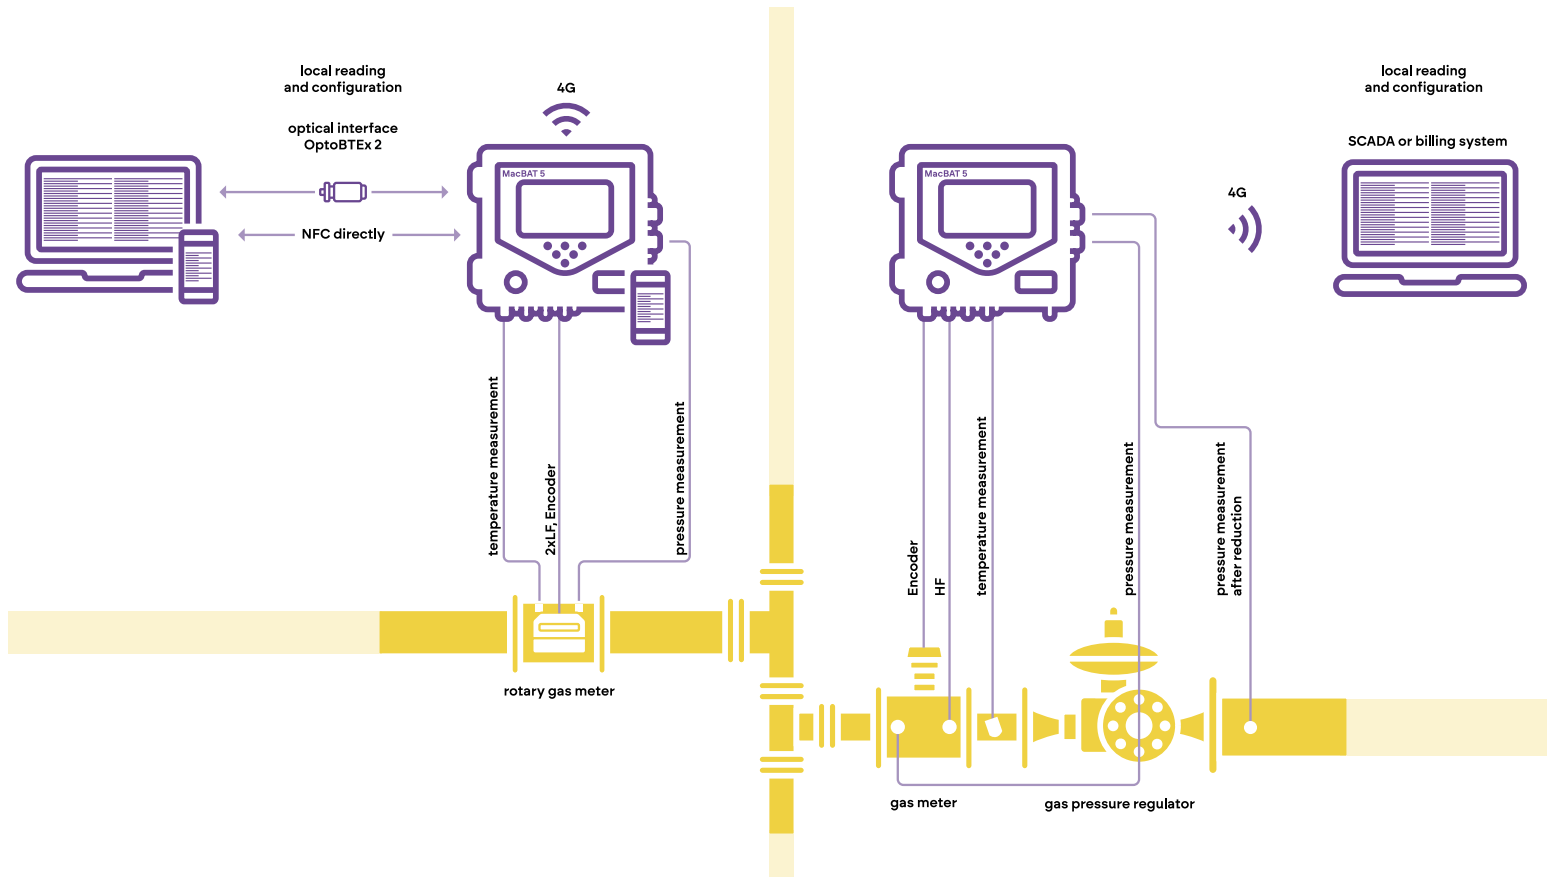 local reading
and configuration
optical interface
OptoBTEx 2
NFC directly
4G
MacBAT 5
temperature measurement
2xLF, Encoder
pressure measurement
rotary gas meter
MacBAT 5
4G
local reading
and configuration
SCADA or billing system
Encoder
HF
temperature measurement
pressure measurement
pressure measurement
after reduction
gas meter
gas pressure regulator